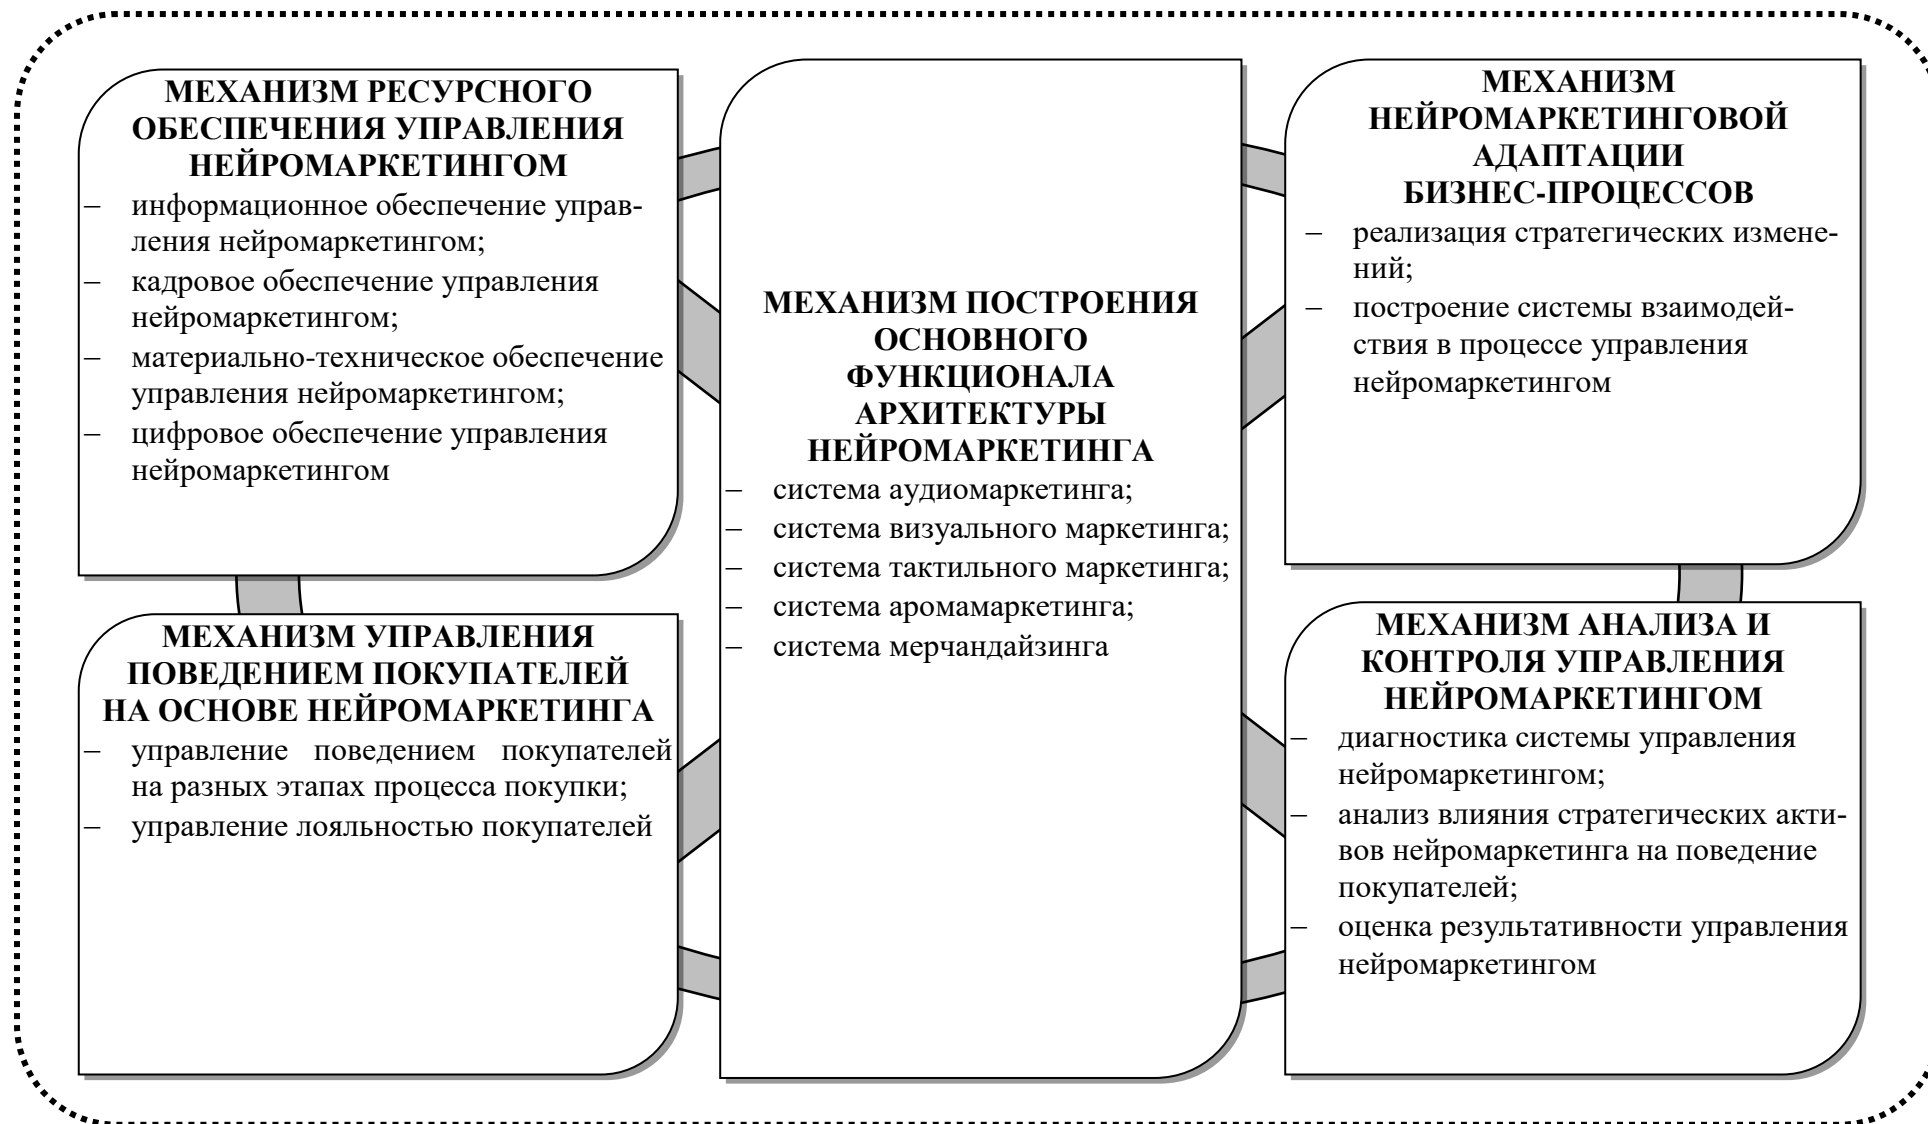 МЕХАНИЗМ РЕСУРСНОГО
ОБЕСПЕЧЕНИЯ УПРАВЛЕНИЯ
НЕЙРОМАРКЕТИНГОМ
– информационное обеспечение управ-
ления нейромаркетингом;
– кадровое обеспечение управления
нейромаркетингом;
– материально-техническое обеспечение
управления нейромаркетингом;
– цифровое обеспечение управления
нейромаркетингом
МЕХАНИЗМ УПРАВЛЕНИЯ
ПОВЕДЕНИЕМ ПОКУПАТЕЛЕЙ
НА ОСНОВЕ НЕЙРОМАРКЕТИНГА
– управление поведением покупателей
на разных этапах процесса покупки;
– управление лояльностью покупателей
МЕХАНИЗМ ПОСТРОЕНИЯ
ОСНОВНОГО
ФУНКЦИОНАЛА
АРХИТЕКТУРЫ
НЕЙРОМАРКЕТИНГА
– система аудиомаркетинга;
– система визуального маркетинга;
– система тактильного маркетинга;
– система аромамаркетинга;
– система мерчандайзинга
МЕХАНИЗМ
НЕЙРОМАРКЕТИНГОВОЙ
АДАПТАЦИИ
БИЗНЕС-ПРОЦЕССОВ
– реализация стратегических измене-
ний;
– построение системы взаимодей-
ствия в процессе управления
нейромаркетингом
МЕХАНИЗМ АНАЛИЗА И
КОНТРОЛЯ УПРАВЛЕНИЯ
НЕЙРОМАРКЕТИНГОМ
– диагностика системы управления
нейромаркетингом;
– анализ влияния стратегических акти-
вов нейромаркетинга на поведение
покупателей;
– оценка результативности управления
нейромаркетингом